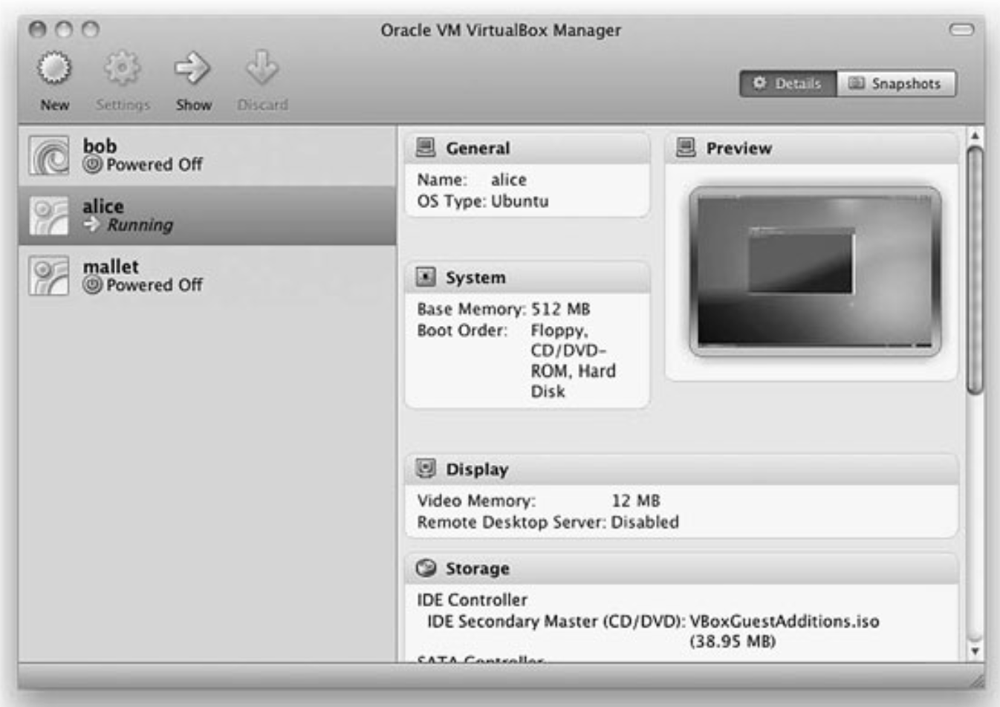 Oracle VM VirtualBox Manager
New
Settings
Show
Discard
Details
Snapshots
bob
Powered Off
alice
Running
mallet
Powered Off
General
Name: alice
OS Type: Ubuntu
Preview
System
Base Memory: 512 MB
Boot Order: Floppy,
CD/DVD-
ROM, Hard
Disk
Display
Video Memory: 12 MB
Remote Desktop Server: Disabled
Storage
IDE Controller
IDE Secondary Master (CD/DVD): VBoxGuestAdditions.iso
(38.95 MB)
SATA Controller